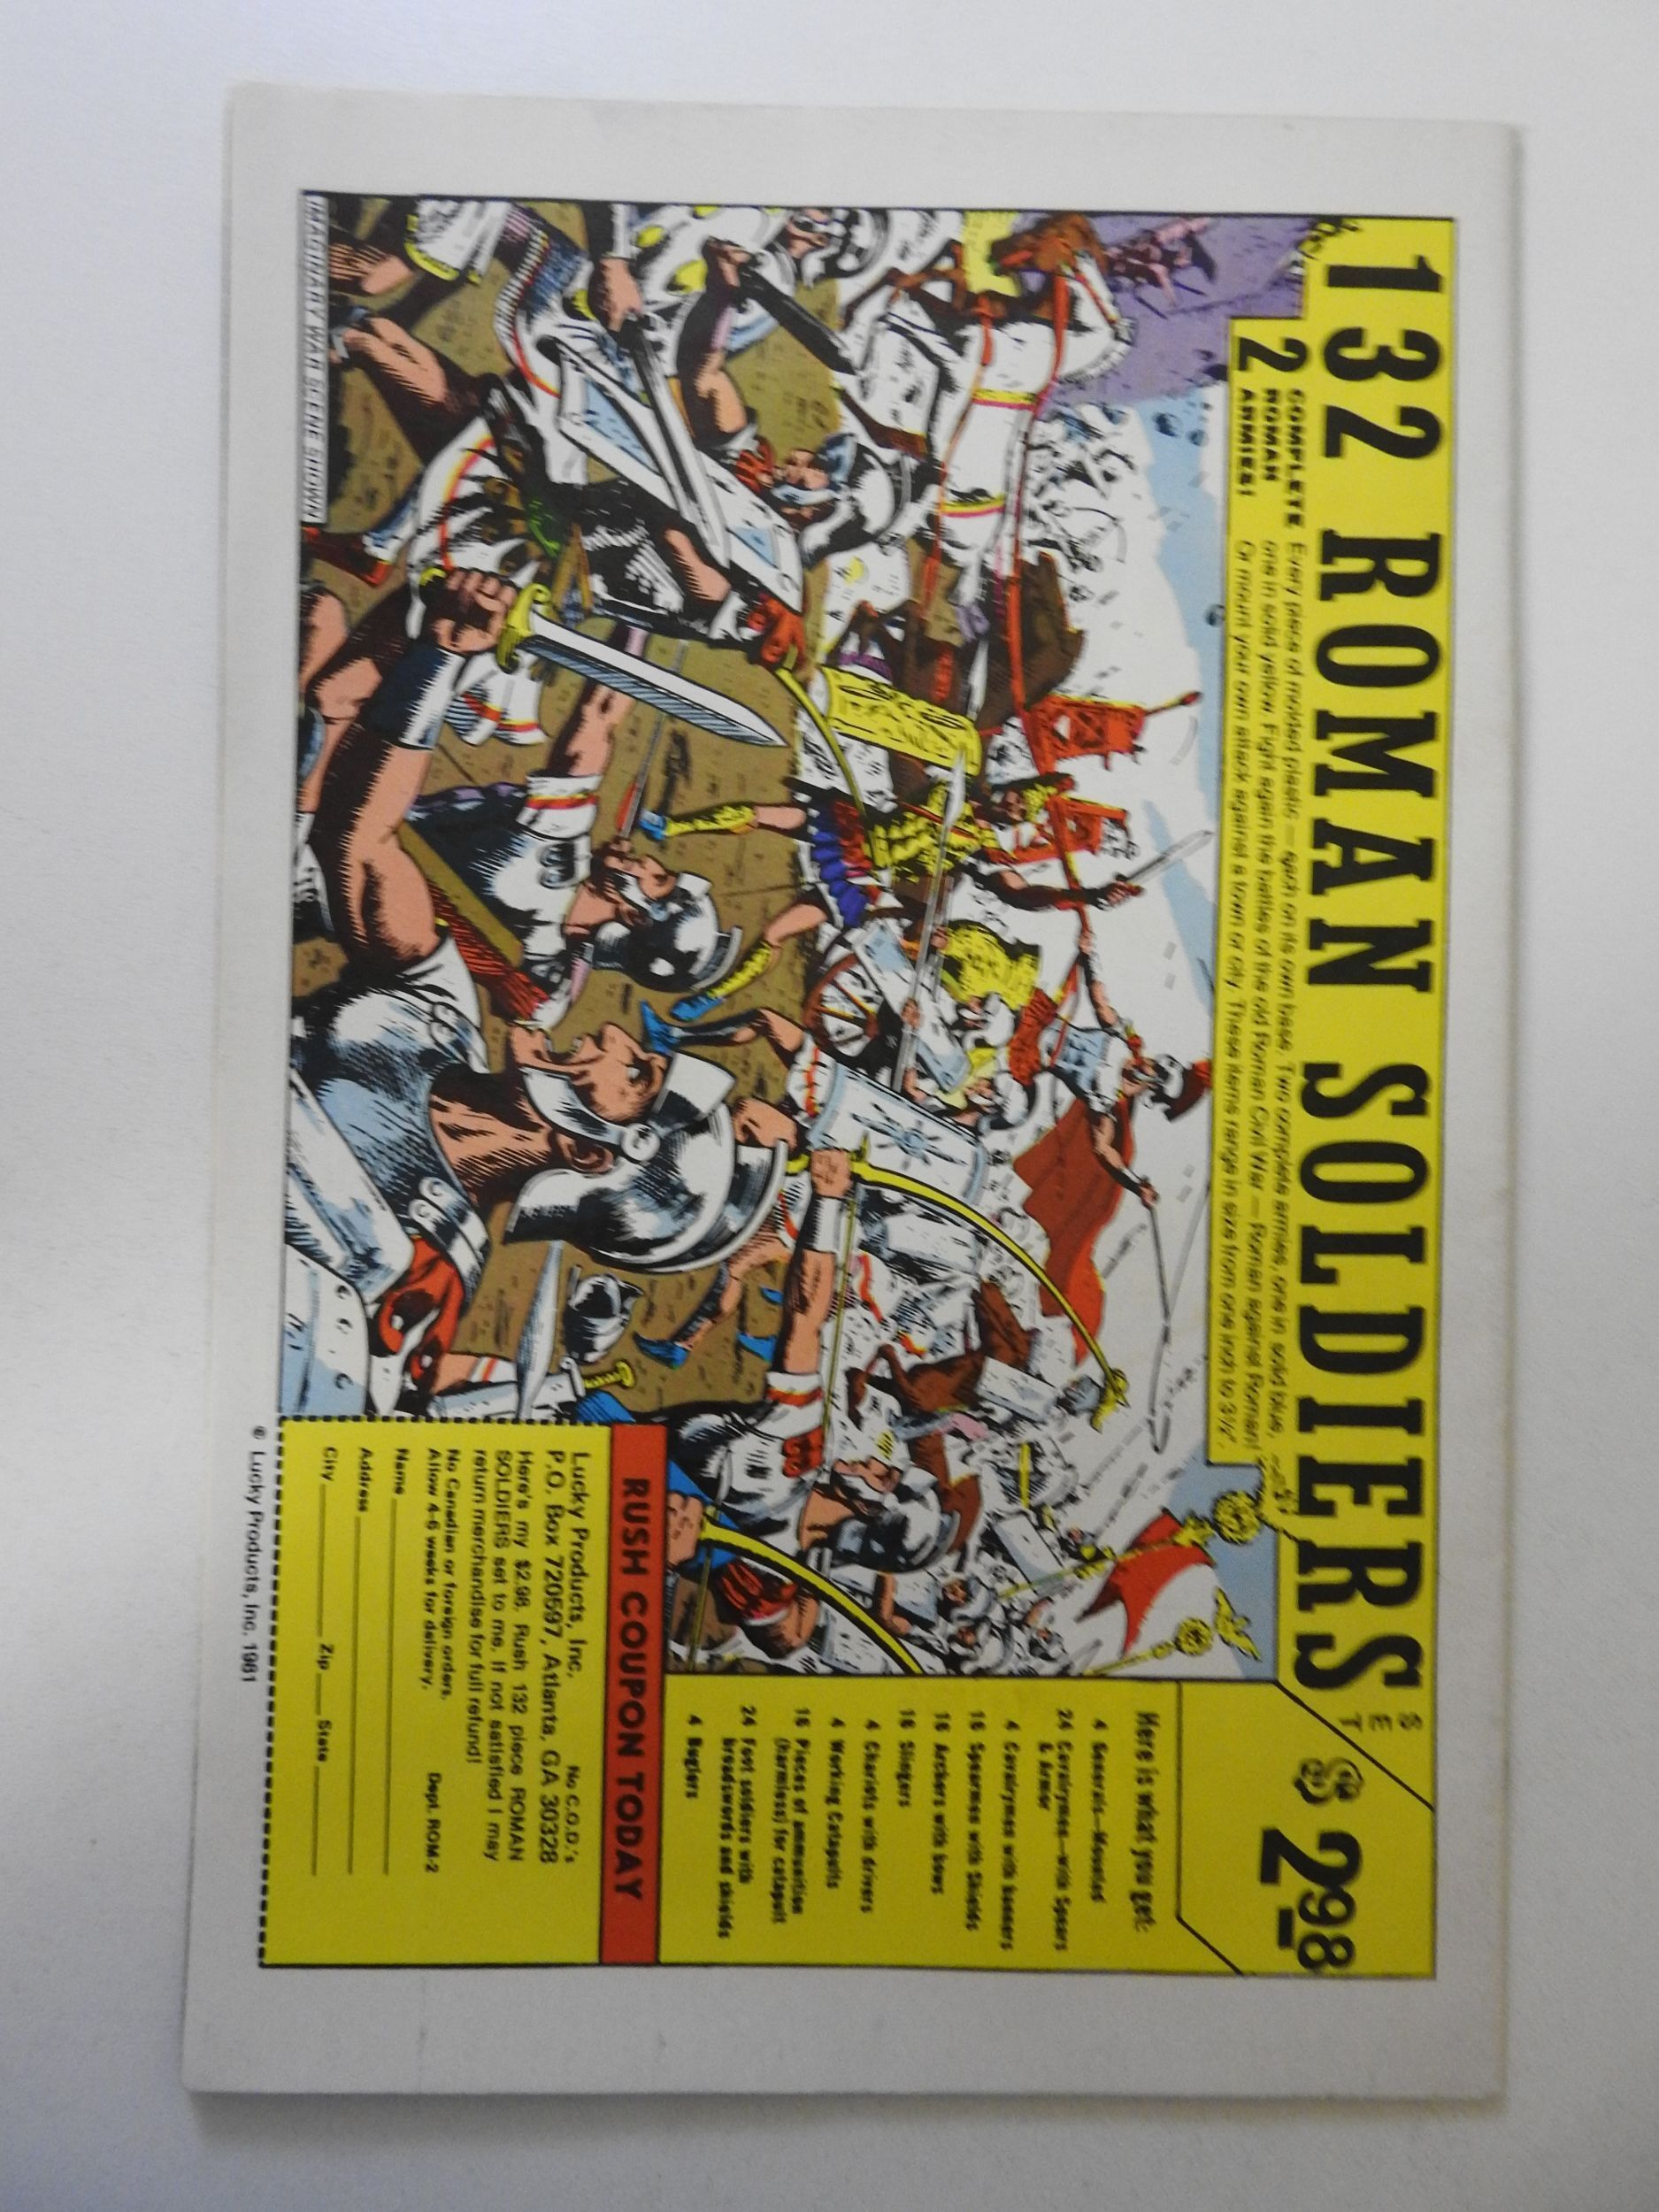 132 ROMAN SOLDIERS SET $2.98
2 COMPLETE ROMAN ARMIES!
Every piece of molded plastic — each on its own base. Two complete armies, one in solid blue,
one in solid yellow. Fight again the battles of the old Roman Civil War — Roman against Roman!
Or mount your own attack against a town or city. These items range in size from one inch to 3½".
Here is what you get:
4 Generals—Mounted
24 Cavalrymen—with Spears
& Armor
4 Cavalrymen with banners
16 Spearmen with Shields
16 Archers with bows
16 Slingers
4 Chariots with drivers
4 Working Catapults
16 Pieces of ammunition
(harmless) for catapult
24 Foot soldiers with
broadswords and shields
4 Buglers
RUSH COUPON TODAY
Lucky Products, Inc. No C.O.D.'s
P.O. Box 720597, Atlanta, GA 30328
Here's my $2.98. Rush 132 piece ROMAN
SOLDIERS set to me. If not satisfied I may
return merchandise for full refund!
No Canadian or foreign orders.
Allow 4-6 weeks for delivery. Dept. ROM-2
Name
Address
City Zip State
IMAGINARY WAR SCENE SHOWN
© Lucky Products, Inc. 1981